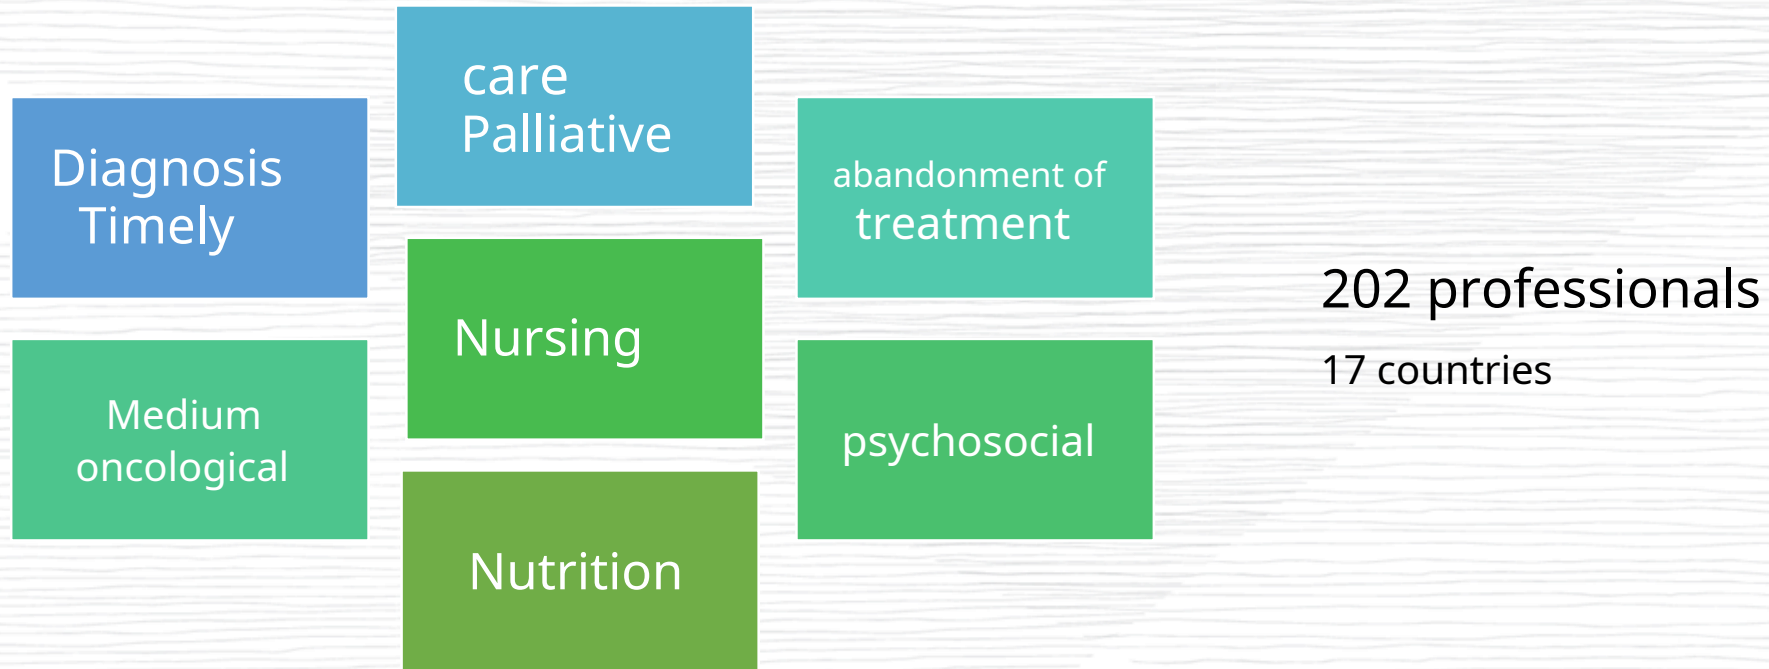 care
Palliative
Diagnosis
Timely
abandonment of
treatment
Nursing
Medium
oncological
psychosocial
Nutrition
202 professionals
17 countries